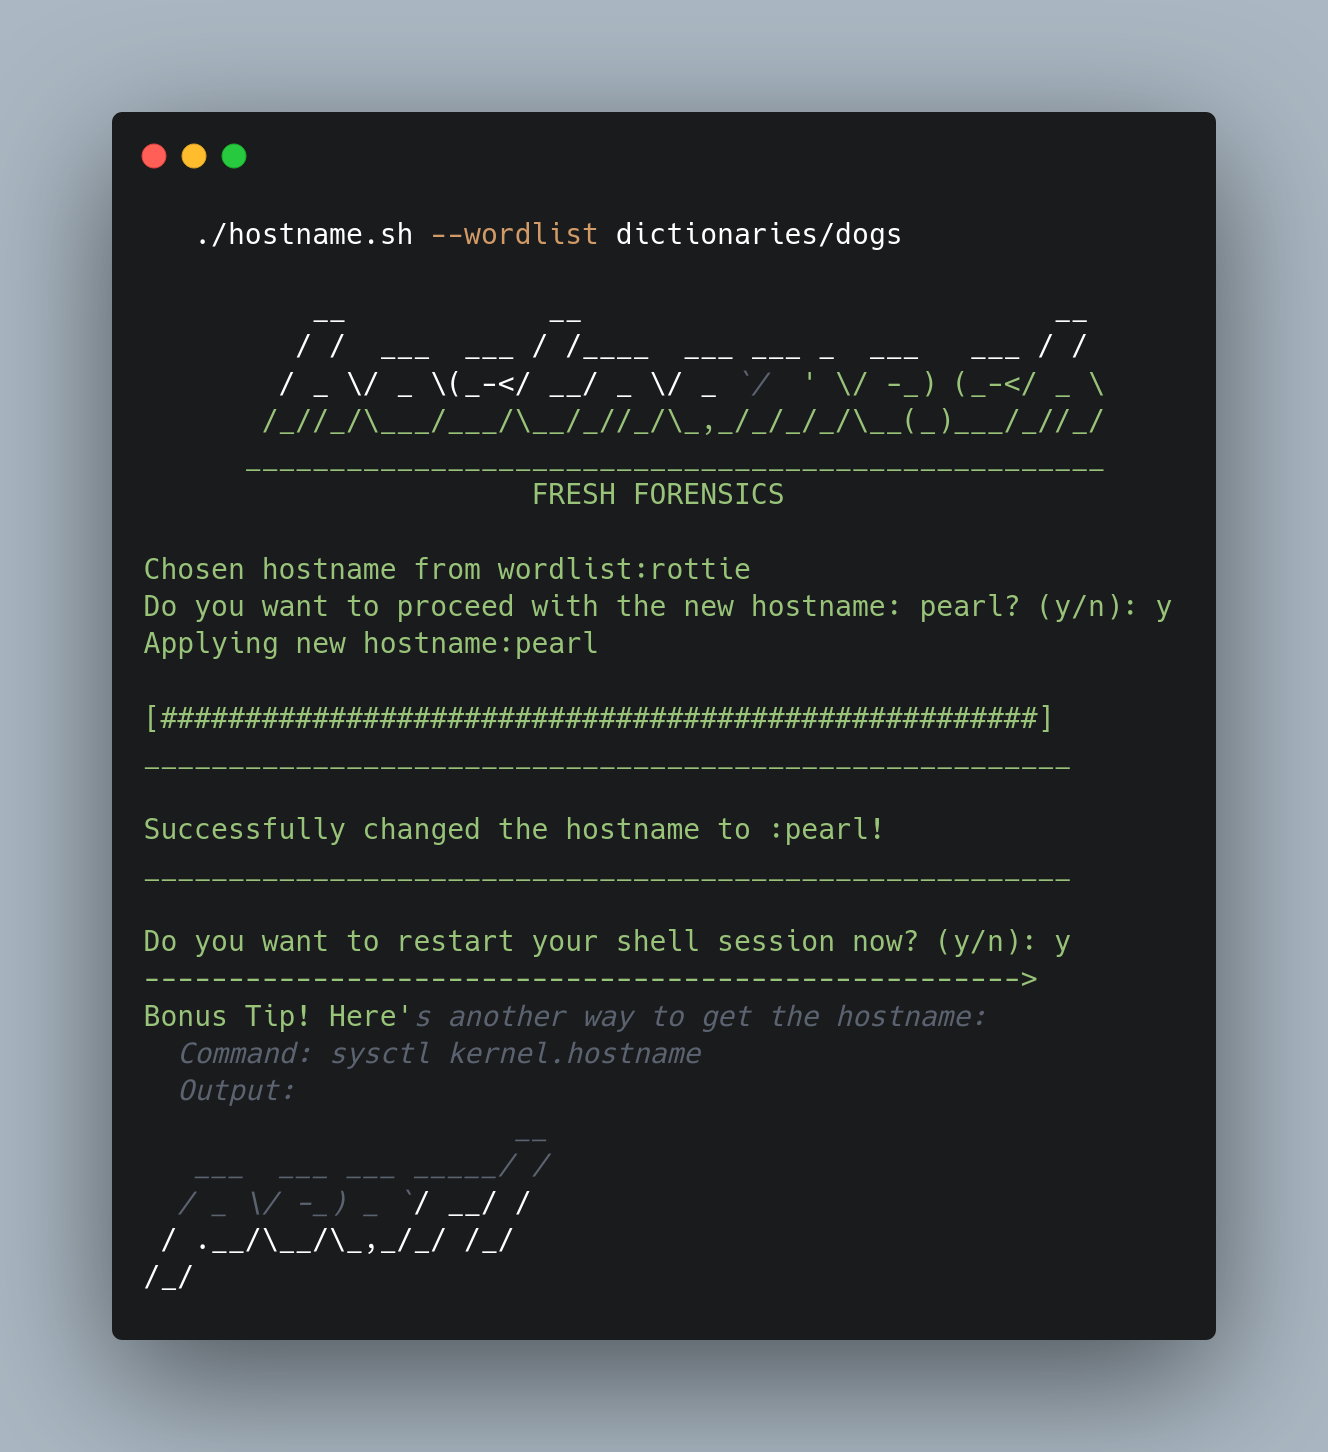 ./hostname.sh --wordlist dictionaries/dogs
          __            __                            __
         / /  ___  ___ / /____  ___ ___ _  ___   ___ / /
        / _ \/ _ \(_-</ __/ _ \/ _ `/  ' \/ -_) (_-</ _ \
       /_//_/\___/___/\__/_//_/\_,_/_/_/_/\__(_)___/_//_/
      ___________________________________________________
                       FRESH FORENSICS
Chosen hostname from wordlist:rottie
Do you want to proceed with the new hostname: pearl? (y/n): y
Applying new hostname:pearl
[####################################################]
_______________________________________________________
Successfully changed the hostname to :pearl!
_______________________________________________________
Do you want to restart your shell session now? (y/n): y
---------------------------------------------------->
Bonus Tip! Here's another way to get the hostname:
  Command: sysctl kernel.hostname
  Output:
                      __
   ___  ___ ___ _____/ /
  / _ \/ -_) _ `/ __/ /
 / .__/\__/\_,_/_/ /_/
/_/